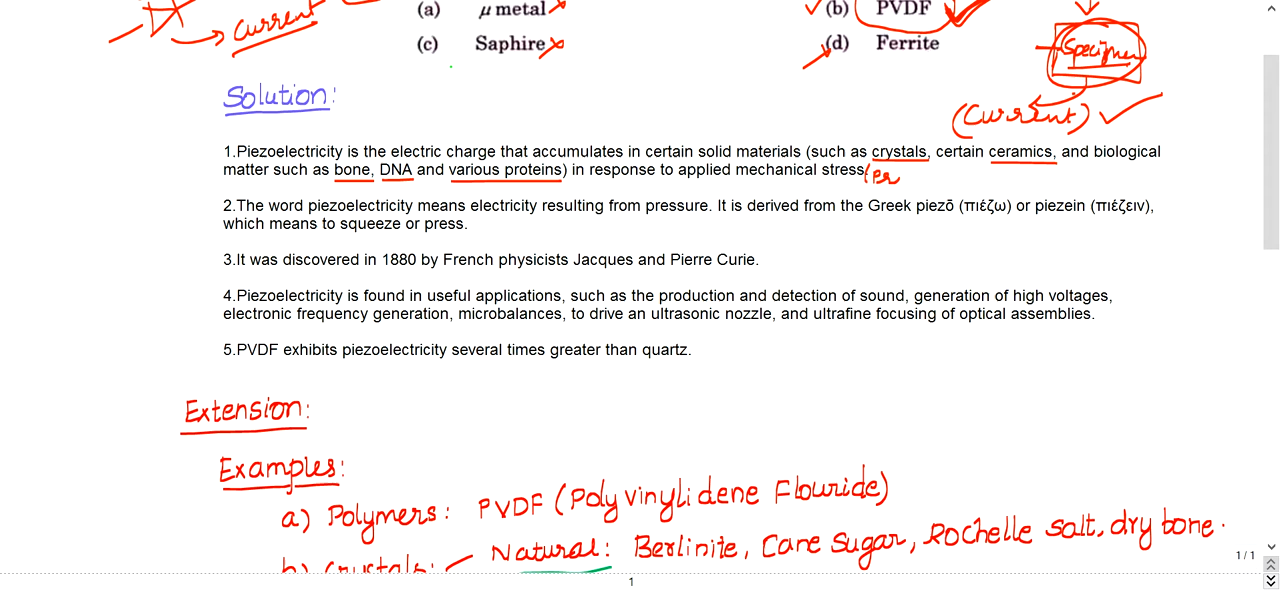 (a) μ metal (b) PVDF
Current
(c) Saphire (d) Ferrite
Specimen
Solution:
(Current)
1.Piezoelectricity is the electric charge that accumulates in certain solid materials (such as crystals, certain ceramics, and biological
matter such as bone, DNA and various proteins) in response to applied mechanical stress(Pr
2.The word piezoelectricity means electricity resulting from pressure. It is derived from the Greek piezō (πιέζω) or piezein (πιέζειν),
which means to squeeze or press.
3.It was discovered in 1880 by French physicists Jacques and Pierre Curie.
4.Piezoelectricity is found in useful applications, such as the production and detection of sound, generation of high voltages,
electronic frequency generation, microbalances, to drive an ultrasonic nozzle, and ultrafine focusing of optical assemblies.
5.PVDF exhibits piezoelectricity several times greater than quartz.
Extension:
Examples:
a) Polymers: PVDF (Polyvinylidene Flouride)
b) Crystals: Natural: Berlinite, Cane sugar, Rochelle salt, dry bone.
1 / 1
1